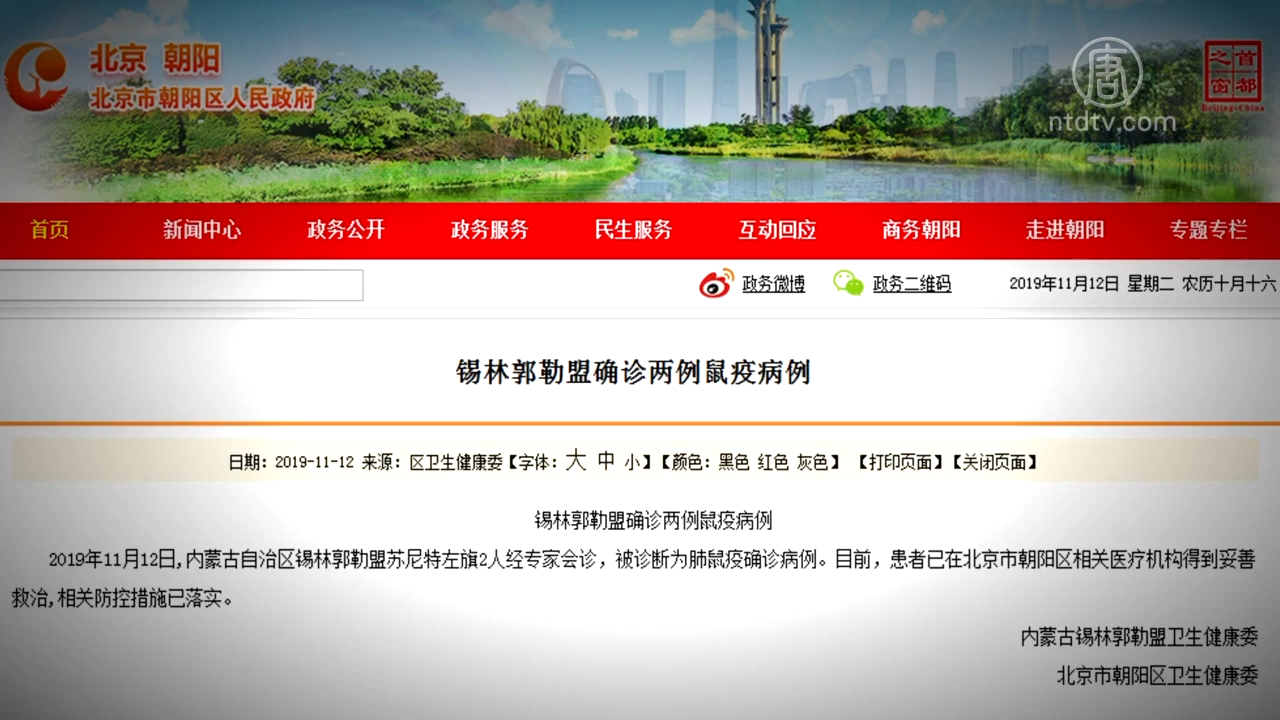 北京 朝阳
北京市朝阳区人民政府
唐
ntdtv.com
首都之窗
Beijing-China
首页 新闻中心 政务公开 政务服务 民生服务 互动回应 商务朝阳 走进朝阳 专题专栏
政务微博 政务二维码 2019年11月12日 星期二 农历十月十六
锡林郭勒盟确诊两例鼠疫病例
日期：2019-11-12 来源：区卫生健康委【字体：大 中 小】【颜色：黑色 红色 灰色】 【打印页面】【关闭页面】
锡林郭勒盟确诊两例鼠疫病例
2019年11月12日,内蒙古自治区锡林郭勒盟苏尼特左旗2人经专家会诊，被诊断为肺鼠疫确诊病例。目前，患者已在北京市朝阳区相关医疗机构得到妥善
救治,相关防控措施已落实。
内蒙古锡林郭勒盟卫生健康委
北京市朝阳区卫生健康委